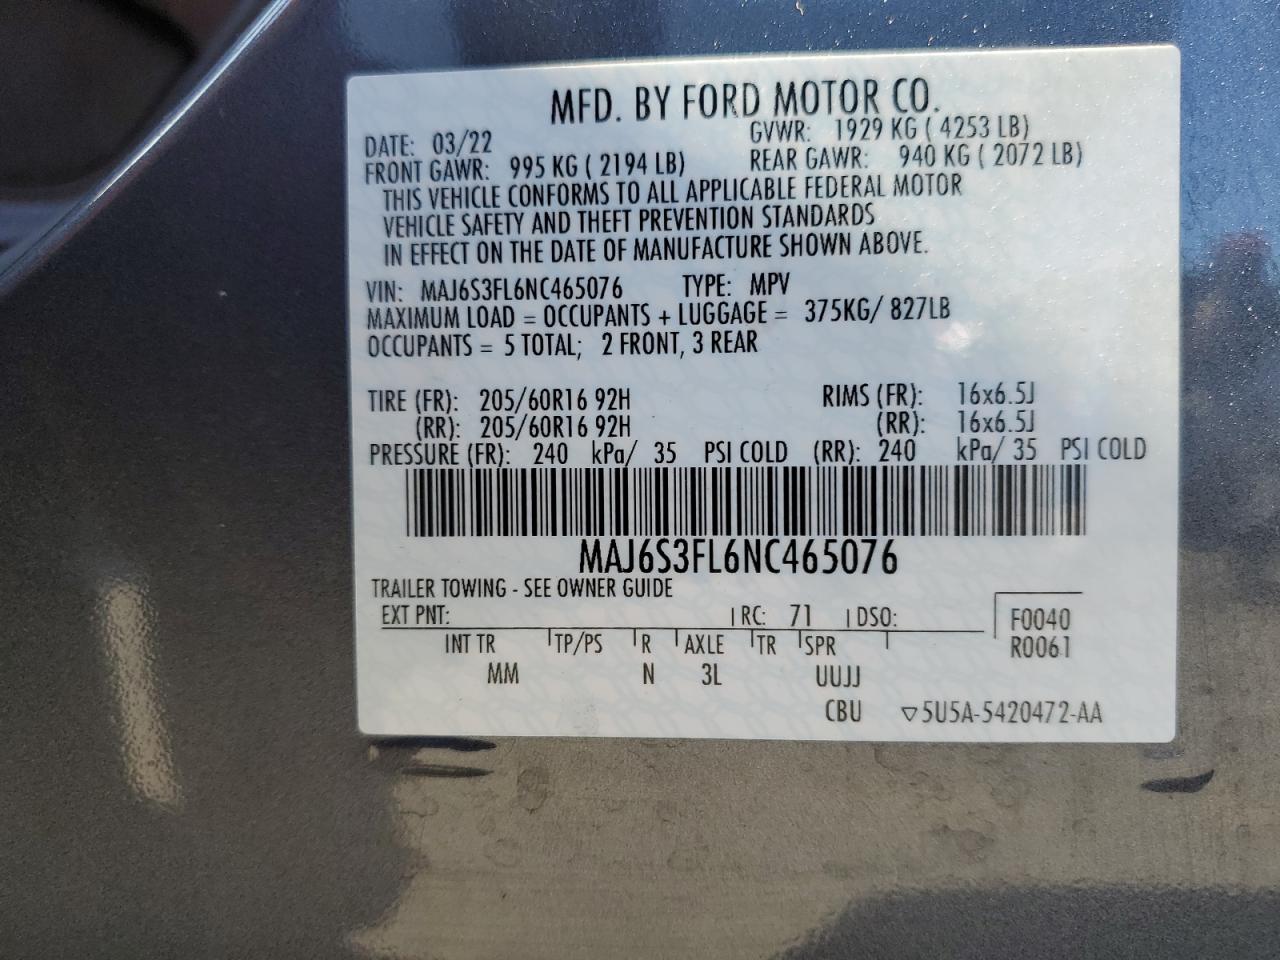 MFD. BY FORD MOTOR CO.
DATE: 03/22 GVWR: 1929 KG ( 4253 LB)
FRONT GAWR: 995 KG ( 2194 LB) REAR GAWR: 940 KG ( 2072 LB)
THIS VEHICLE CONFORMS TO ALL APPLICABLE FEDERAL MOTOR
VEHICLE SAFETY AND THEFT PREVENTION STANDARDS
IN EFFECT ON THE DATE OF MANUFACTURE SHOWN ABOVE.
VIN: MAJ6S3FL6NC465076 TYPE: MPV
MAXIMUM LOAD = OCCUPANTS + LUGGAGE = 375KG/ 827LB
OCCUPANTS = 5 TOTAL; 2 FRONT, 3 REAR
TIRE (FR): 205/60R16 92H RIMS (FR): 16x6.5J
(RR): 205/60R16 92H (RR): 16x6.5J
PRESSURE (FR): 240 kPa/ 35 PSI COLD (RR): 240 kPa/ 35 PSI COLD
MAJ6S3FL6NC465076
TRAILER TOWING - SEE OWNER GUIDE
EXT PNT: RC: 71 DSO: F0040
INT TR TP/PS R AXLE TR SPR R0061
MM N 3L UUJJ
CBU ▽5U5A-5420472-AA